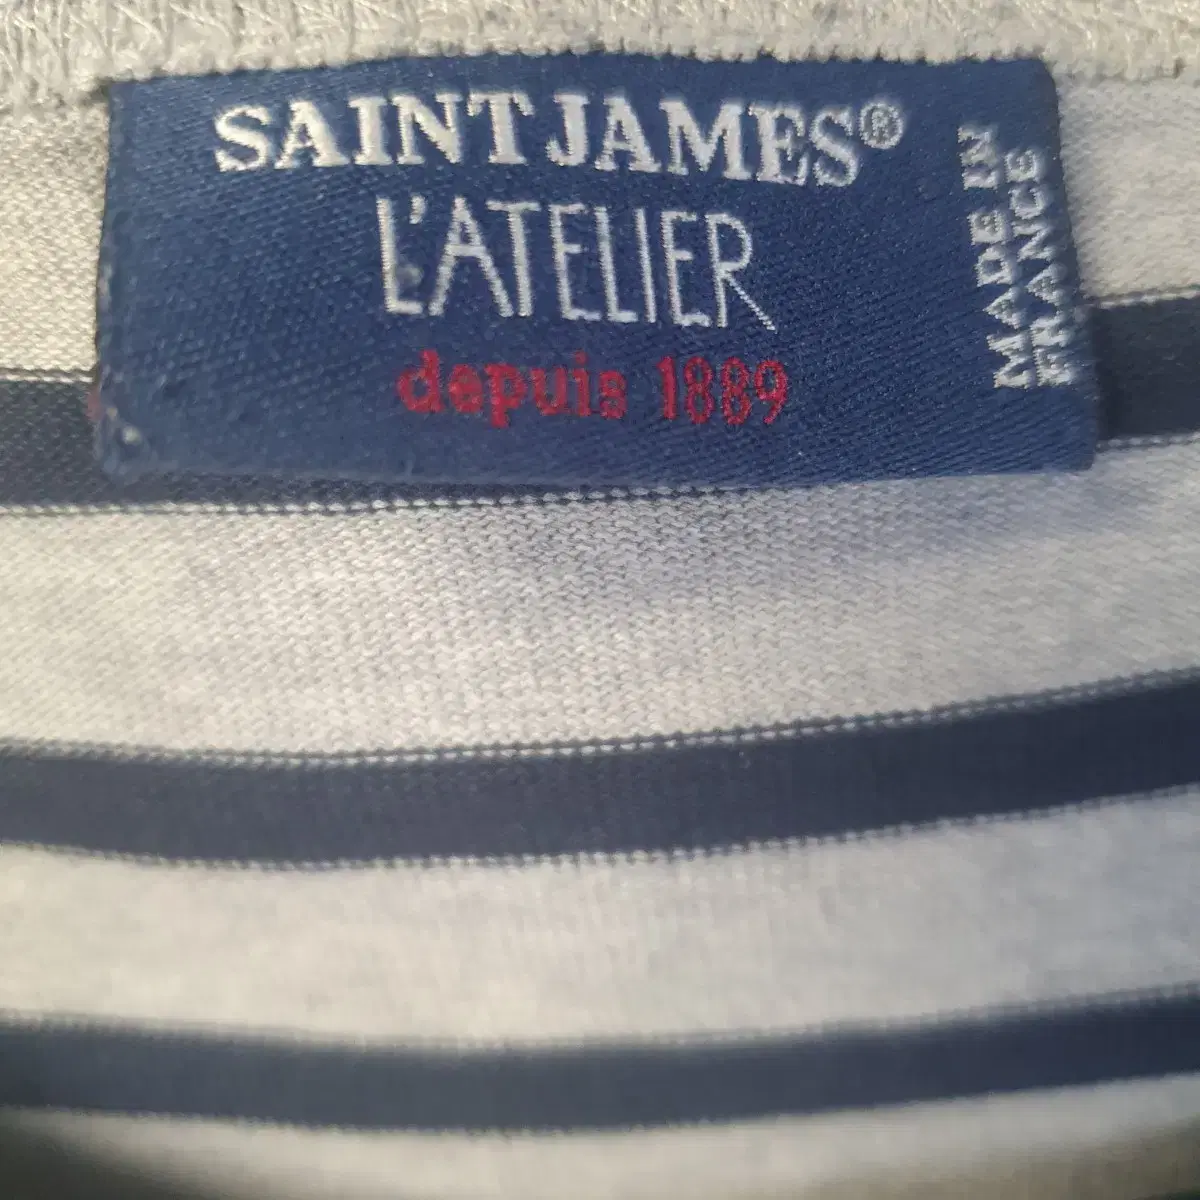 SAINT JAMES®
L'ATELIER
depuis 1889
MADE IN
FRANCE